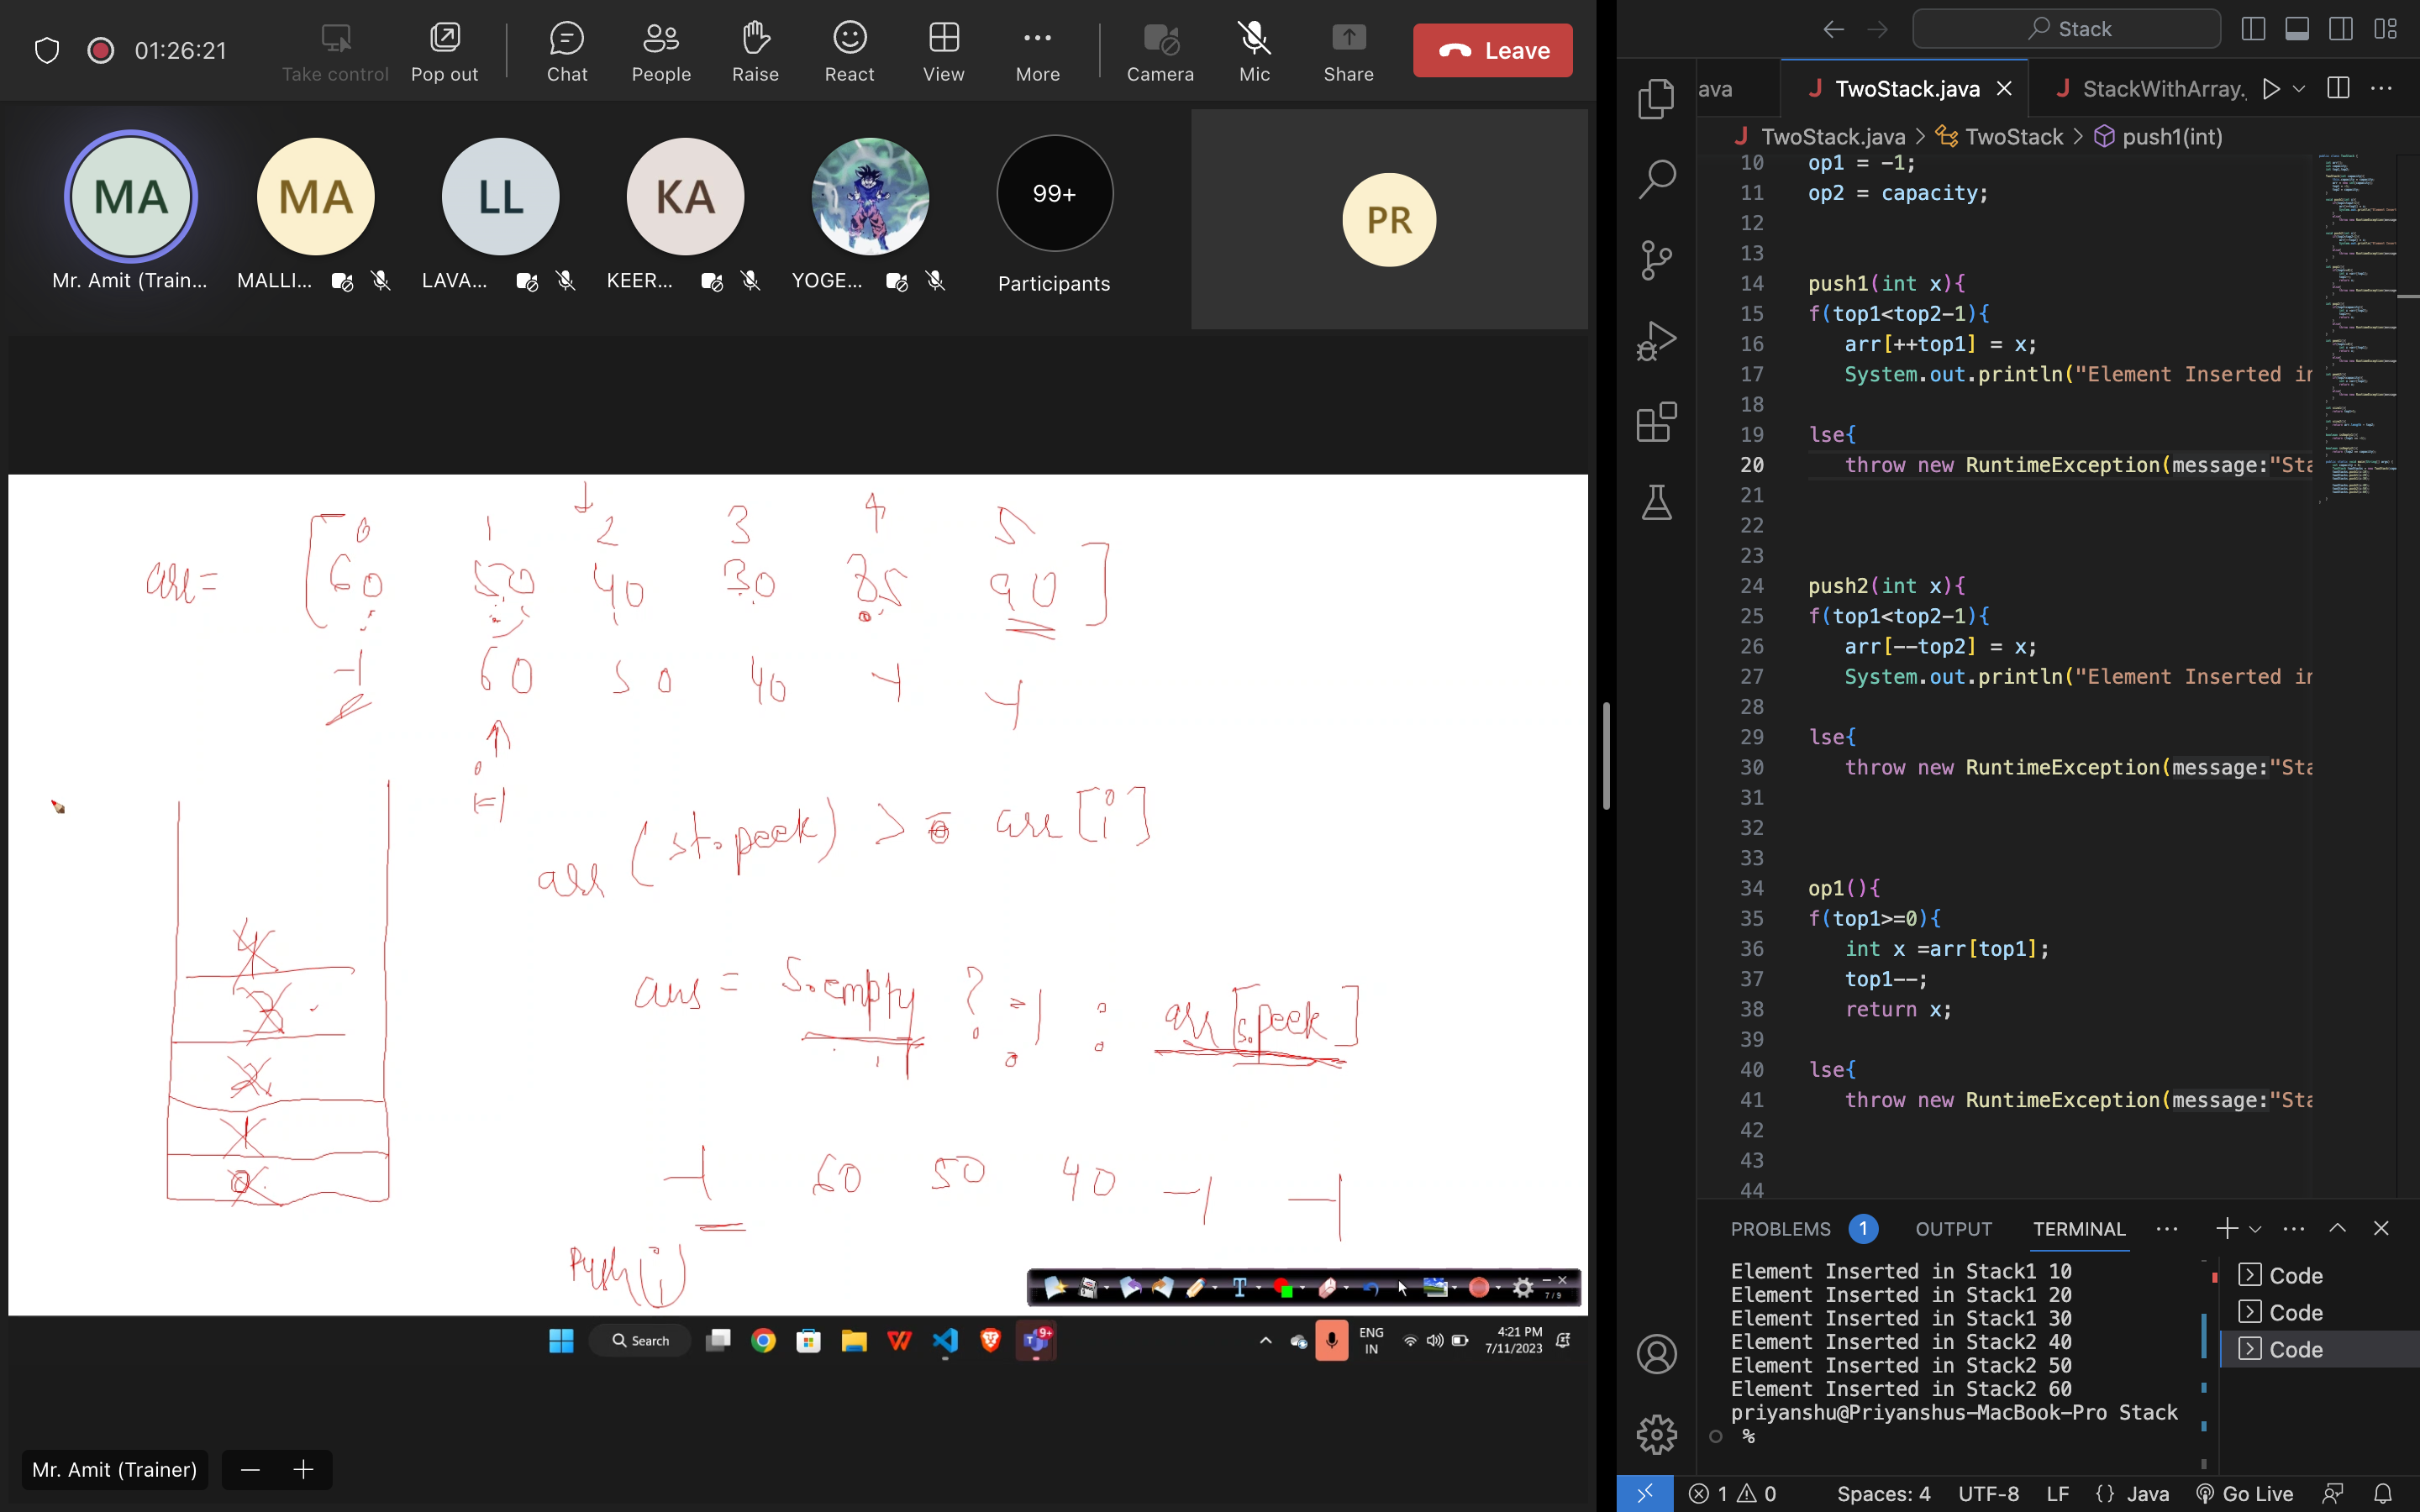 01:26:21
Take control
Pop out
Chat
People
Raise
React
View
More
Camera
Mic
Share
Leave
MA
MA
LL
KA
99+
PR
Mr. Amit (Train...
MALLI...
LAVA...
KEER...
YOGE...
Participants
0 1 2 3 4 5
arr = [ 60 50 40 30 85 90 ]
-1 60 50 40 -1 -1
arr (st.peek) > arr [i]
ans = S.empty ? -1 : arr [s.peek]
4
3
2
1
0
-1 60 50 40 -1 -1
Push(i)
7/9
Search
9+
ENG
IN
4:21 PM
7/11/2023
Mr. Amit (Trainer)
Stack
ava
J TwoStack.java
J StackWithArray.
J TwoStack.java > TwoStack > push1(int)
10 op1 = -1;
11 op2 = capacity;
12
13
14 push1(int x){
15 f(top1<top2-1){
16 arr[++top1] = x;
17 System.out.println("Element Inserted in
18
19 lse{
20 throw new RuntimeException(message:"Sta
21
22
23
24 push2(int x){
25 f(top1<top2-1){
26 arr[--top2] = x;
27 System.out.println("Element Inserted in
28
29 lse{
30 throw new RuntimeException(message:"Sta
31
32
33
34 op1(){
35 f(top1>=0){
36 int x =arr[top1];
37 top1--;
38 return x;
39
40 lse{
41 throw new RuntimeException(message:"Sta
42
43
44
PROBLEMS 1 OUTPUT TERMINAL
Element Inserted in Stack1 10
Element Inserted in Stack1 20
Element Inserted in Stack1 30
Element Inserted in Stack2 40
Element Inserted in Stack2 50
Element Inserted in Stack2 60
priyanshu@Priyanshus-MacBook-Pro Stack
%
Code
Code
Code
1 0 Spaces: 4 UTF-8 LF {} Java Go Live